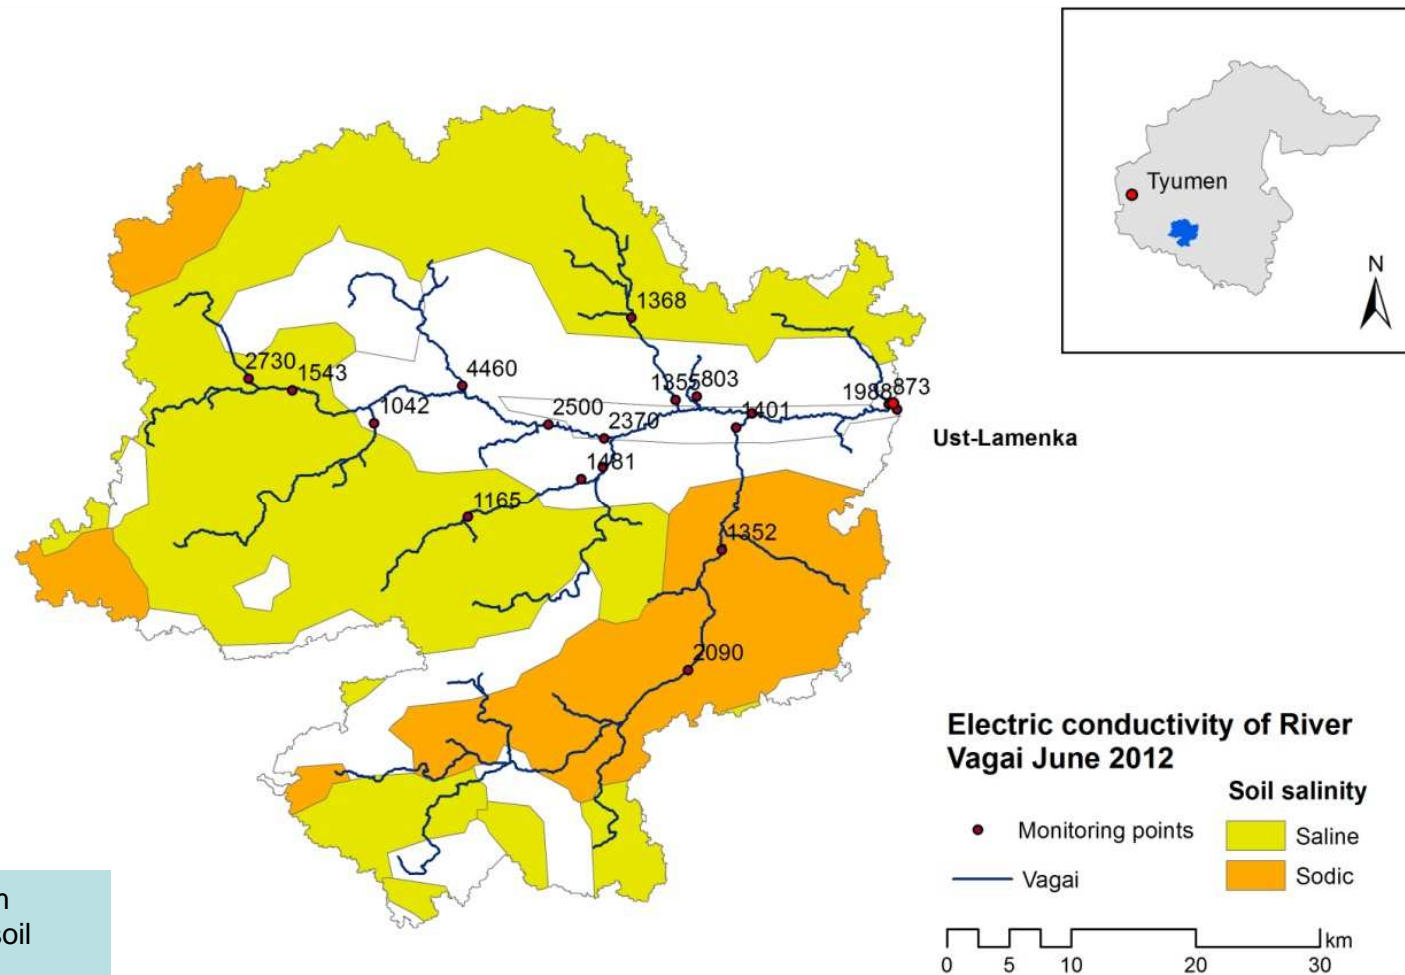 Tyumen
N
1368
2730
1543
4460
1355
803
1988
873
1042
2500
2370
1401
Ust-Lamenka
1481
1165
1352
2090
Electric conductivity of River
Vagai June 2012
Soil salinity
Monitoring points
Saline
Vagai
Sodic
km
0 5 10 20 30
soil